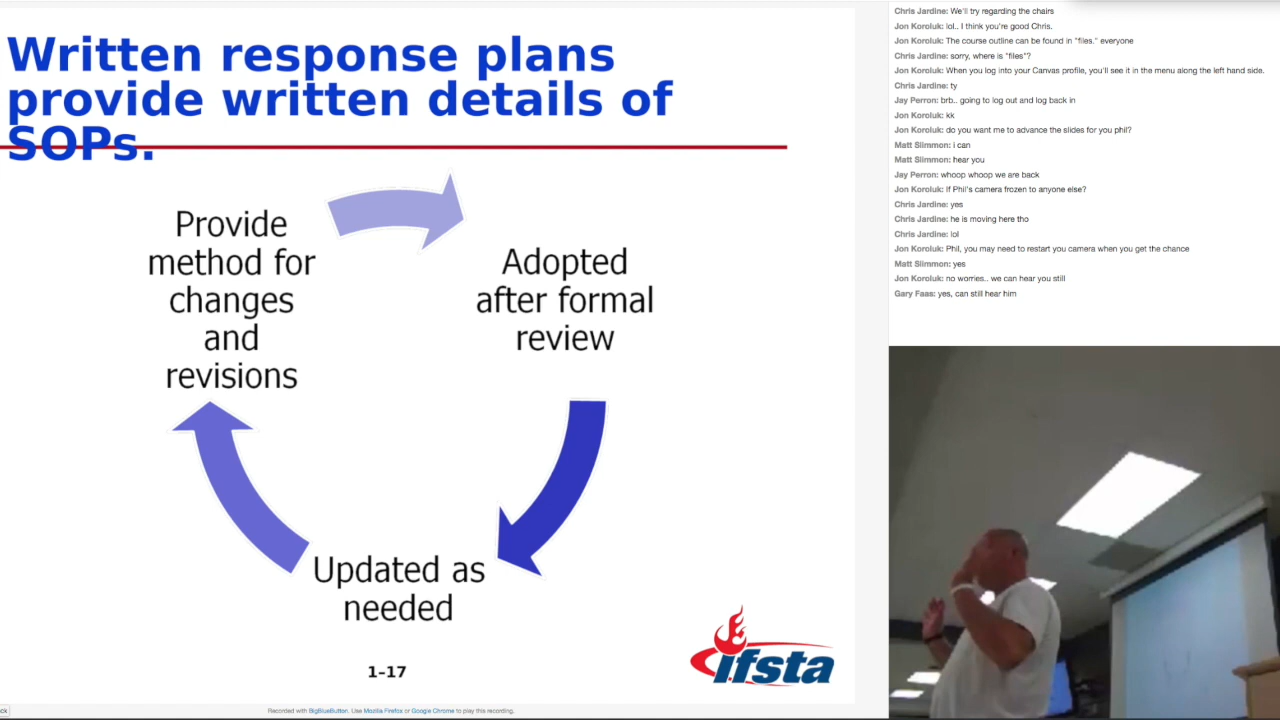 Written response plans
provide written details of
SOPs.
Provide
method for
changes
and
revisions
Adopted
after formal
review
Updated as
needed
1–17
ifsta
ck
Recorded with BigBlueButton. Use Mozilla Firefox or Google Chrome to play this recording.
Chris Jardine: We'll try regarding the chairs
Jon Koroluk: lol.. I think you're good Chris.
Jon Koroluk: The course outline can be found in "files." everyone
Chris Jardine: sorry, where is "files"?
Jon Koroluk: When you log into your Canvas profile, you'll see it in the menu along the left hand side.
Chris Jardine: ty
Jay Perron: brb.. going to log out and log back in
Jon Koroluk: kk
Jon Koroluk: do you want me to advance the slides for you phil?
Matt Slimmon: i can
Matt Slimmon: hear you
Jay Perron: whoop whoop we are back
Jon Koroluk: If Phil's camera frozen to anyone else?
Chris Jardine: yes
Chris Jardine: he is moving here tho
Chris Jardine: lol
Jon Koroluk: Phil, you may need to restart you camera when you get the chance
Matt Slimmon: yes
Jon Koroluk: no worries.. we can hear you still
Gary Faas: yes, can still hear him